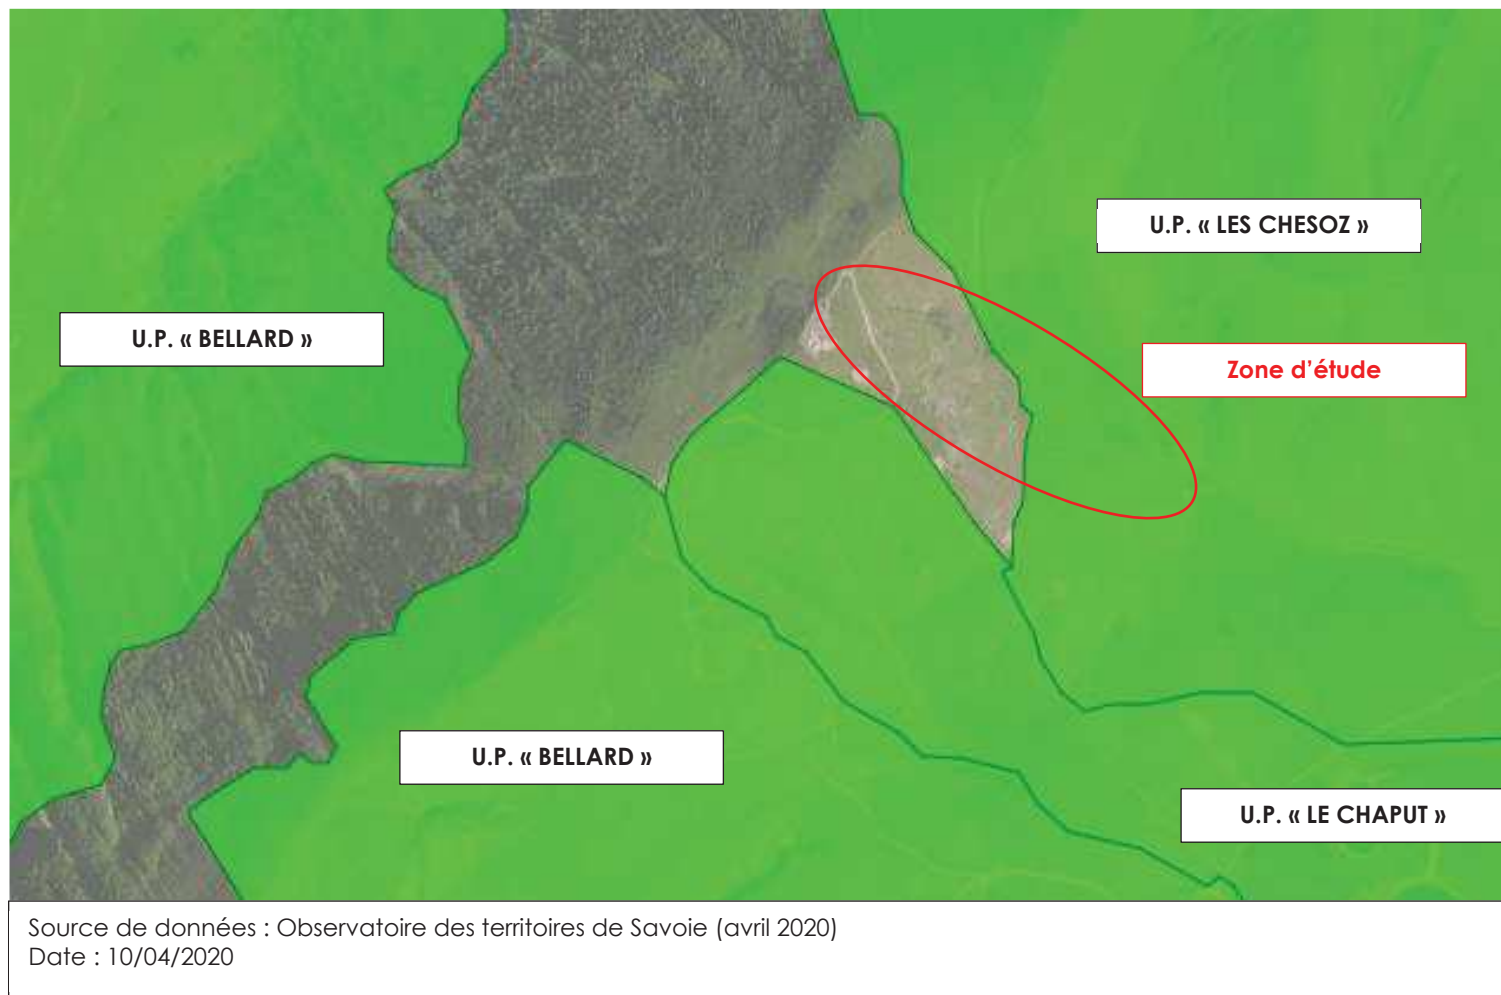 U.P. « LES CHESOZ »
U.P. « BELLARD »
Zone d’étude
U.P. « BELLARD »
U.P. « LE CHAPUT »
Source de données : Observatoire des territoires de Savoie (avril 2020)
Date : 10/04/2020